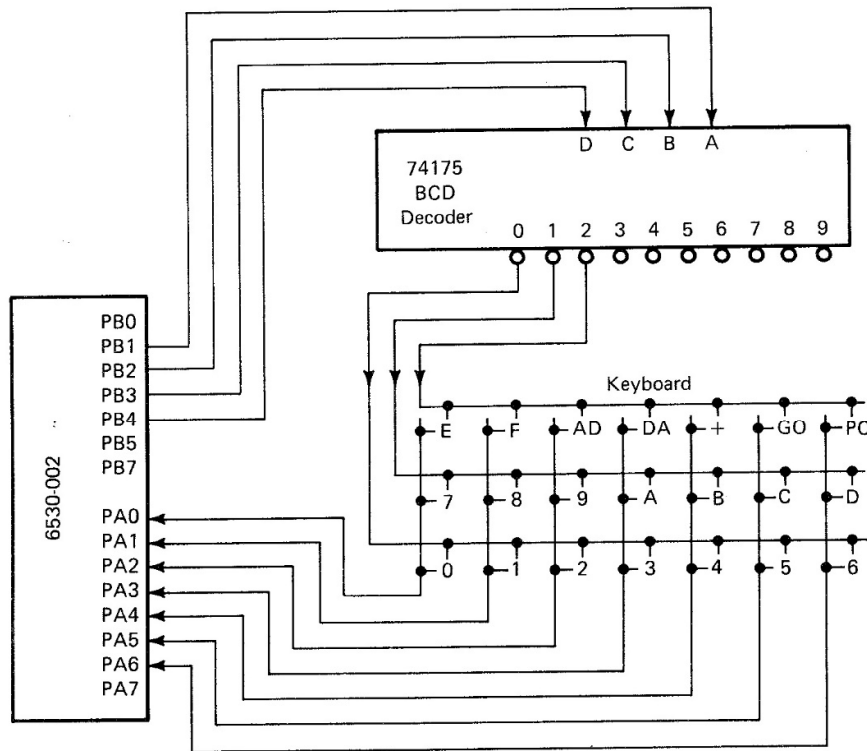 D C B A
74175
BCD
Decoder
0 1 2 3 4 5 6 7 8 9
6530-002
PB0
PB1
PB2
PB3
PB4
PB5
PB7
PA0
PA1
PA2
PA3
PA4
PA5
PA6
PA7
Keyboard
E F AD DA + GO PC
7 8 9 A B C D
0 1 2 3 4 5 6